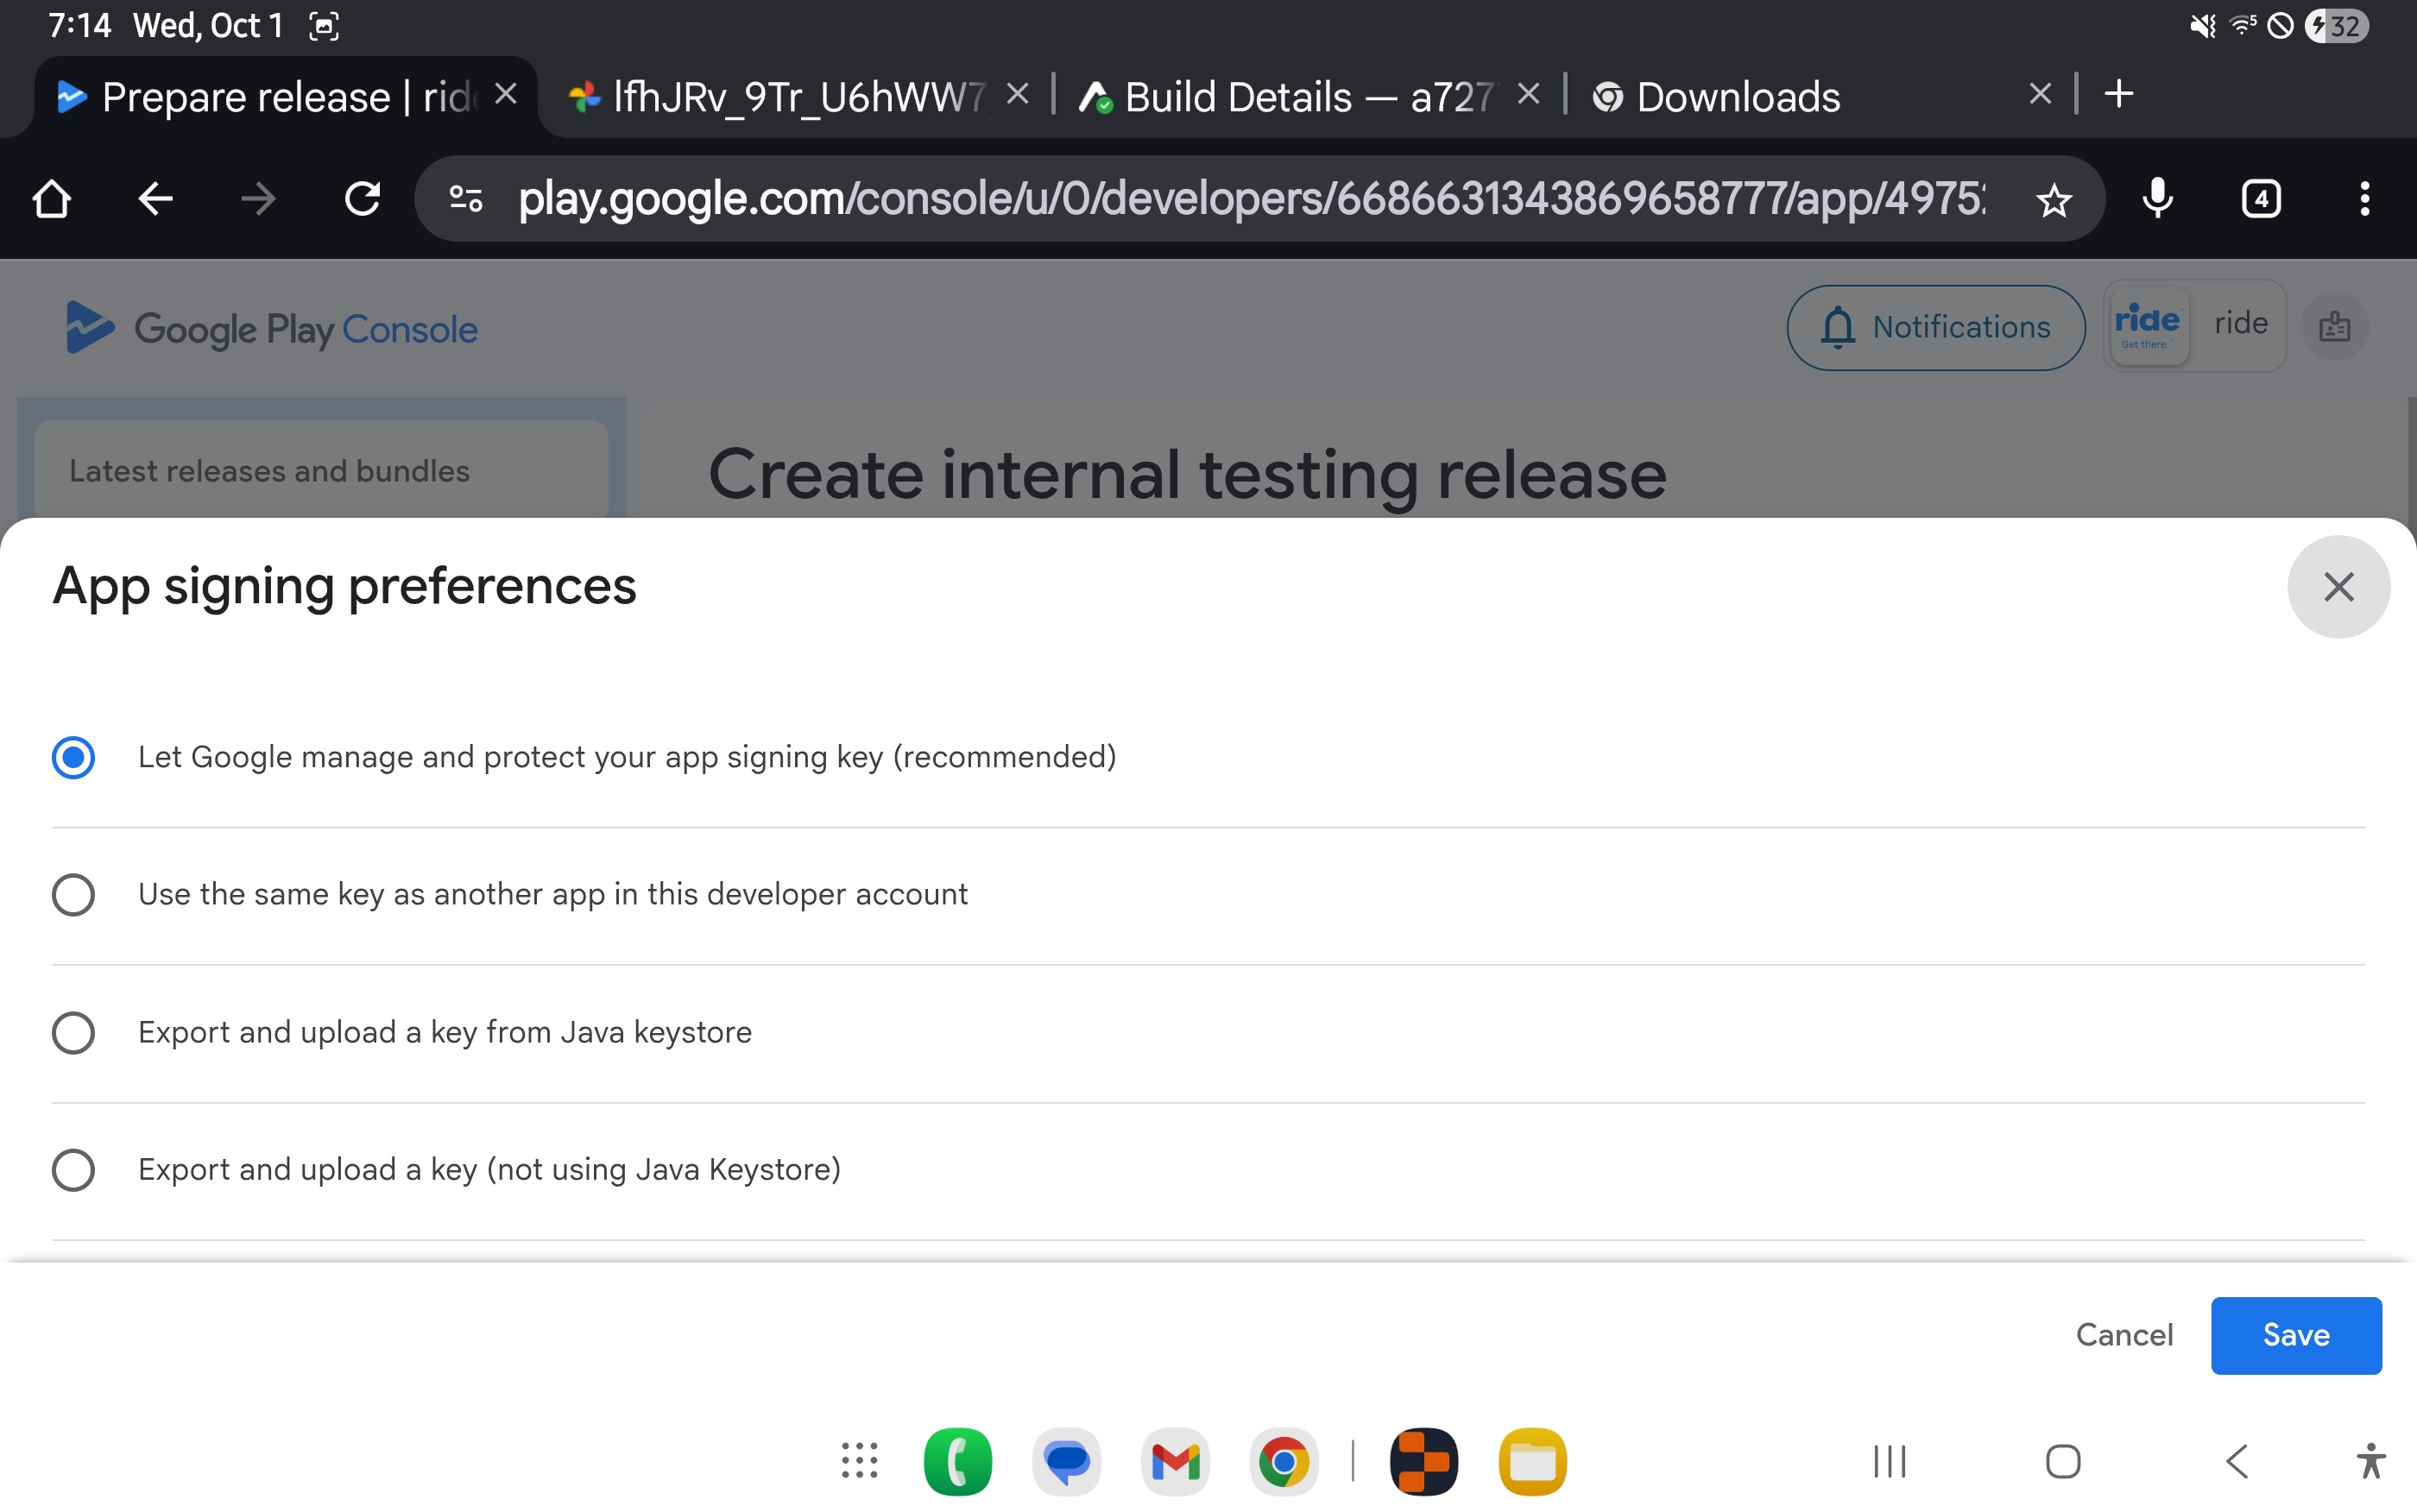 7:14 Wed, Oct 1
5 32
Prepare release | rid
lfhJRv_9Tr_U6hWW7
Build Details — a727
Downloads
play.google.com/console/u/0/developers/6686631343869658777/app/4975
4
Google Play Console
Notifications
ride
Get there.
ride
Latest releases and bundles
Create internal testing release
App signing preferences
Let Google manage and protect your app signing key (recommended)
Use the same key as another app in this developer account
Export and upload a key from Java keystore
Export and upload a key (not using Java Keystore)
Cancel
Save